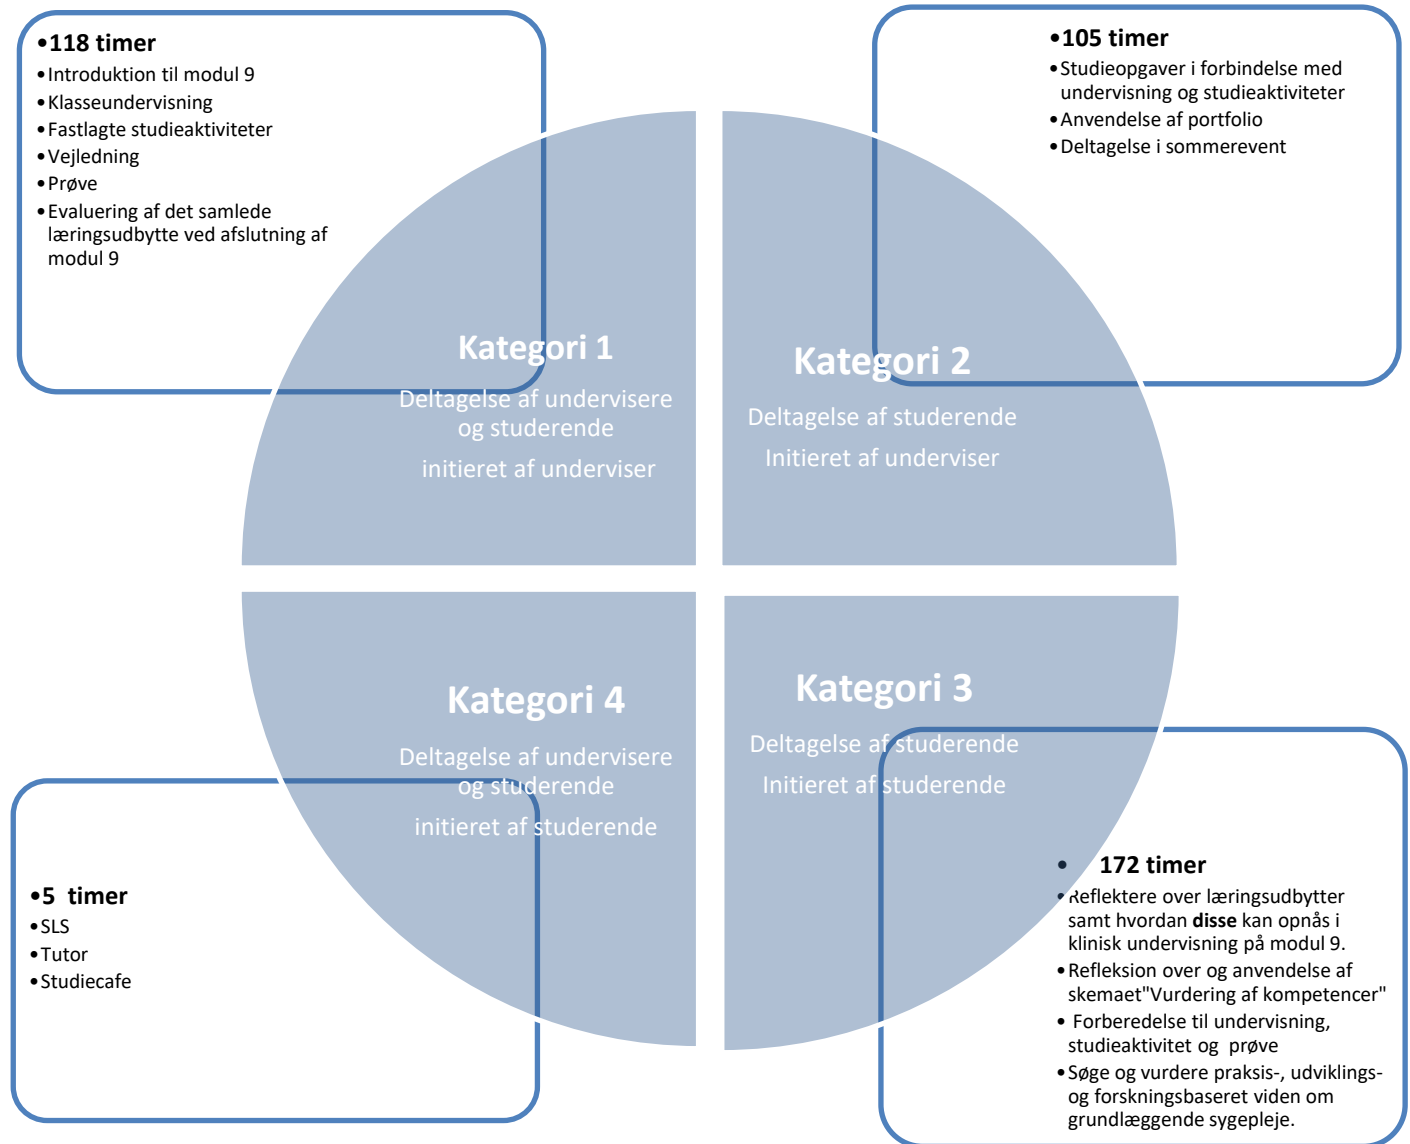 •118 timer
•Introduktion til modul 9
•Klasseundervisning
•Fastlagte studieaktiviteter
•Vejledning
•Prøve
•Evaluering af det samlede
læringsudbytte ved afslutning af
modul 9
•105 timer
•Studieopgaver i forbindelse med
undervisning og studieaktiviteter
•Anvendelse af portfolio
•Deltagelse i sommerevent
Kategori 1
Deltagelse af undervisere
og studerende
initieret af underviser
Kategori 2
Deltagelse af studerende
Initieret af underviser
Kategori 4
Deltagelse af undervisere
og studerende
initieret af studerende
Kategori 3
Deltagelse af studerende
Initieret af studerende
•5 timer
•SLS
•Tutor
•Studiecafe
• 172 timer
•Reflektere over læringsudbytter
samt hvordan disse kan opnås i
klinisk undervisning på modul 9.
•Refleksion over og anvendelse af
skemaet"Vurdering af kompetencer"
• Forberedelse til undervisning,
studieaktivitet og prøve
•Søge og vurdere praksis-, udviklings-
og forskningsbaseret viden om
grundlæggende sygepleje.